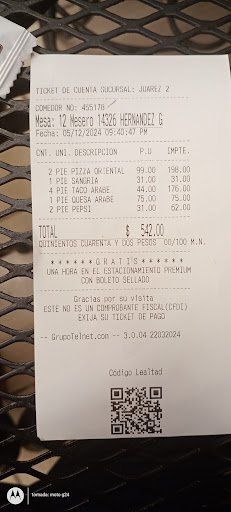 TICKET DE CUENTA SUCURSAL: JUAREZ 2
COMEDOR NO: 455178
Mesa: 12 Mesero 14326 HERNANDEZ G
Fecha: 05/12/2024 09:40:47 PM
CNT. UNI. DESCRIPCION P.U IMPTE.
2 PIE PIZZA ORIENTAL 99.00 198.00
1 PIE SANGRIA 31.00 31.00
4 PIE TACO ARABE 44.00 176.00
1 PIE QUESA ARABE 75.00 75.00
2 PIE PEPSI 31.00 62.00
TOTAL $ 542.00
QUINIENTOS CUARENTA Y DOS PESOS 00/100 M.N.
* * * * * * G R A T I S * * * * * *
UNA HORA EN EL ESTACIONAMIENTO PREMIUM
CON BOLETO SELLADO
Gracias por su visita
ESTE NO ES UN COMPROBANTE FISCAL(CFDI)
EXIJA SU TICKET DE PAGO
-- GrupoTelnet.com -- 3.0.04 22032024
Código Lealtad
tomada: moto g24